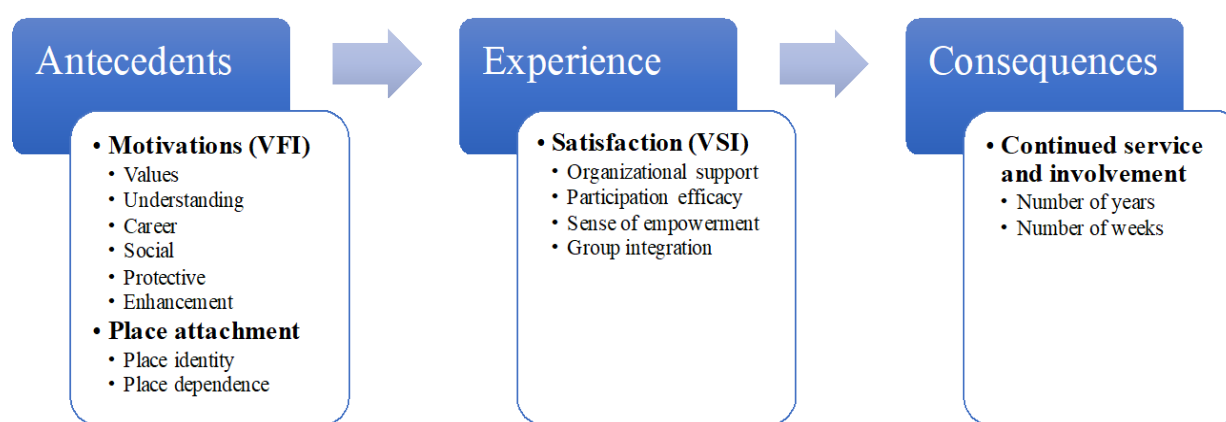 Antecedents
• Motivations (VFI)
• Values
• Understanding
• Career
• Social
• Protective
• Enhancement
• Place attachment
• Place identity
• Place dependence
Experience
• Satisfaction (VSI)
• Organizational support
• Participation efficacy
• Sense of empowerment
• Group integration
Consequences
• Continued service
and involvement
• Number of years
• Number of weeks